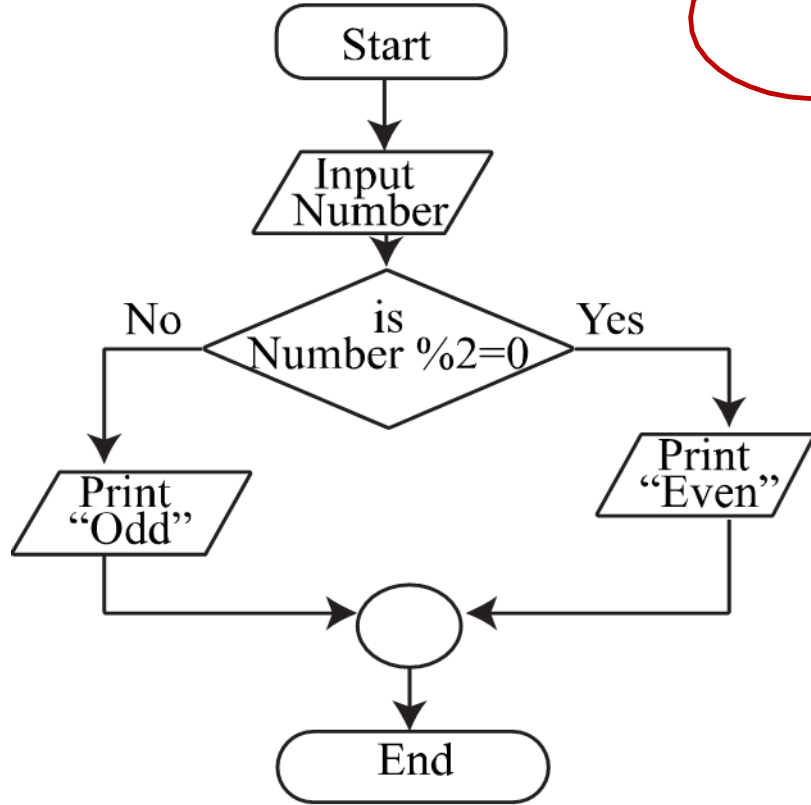 Start
Input
Number
is
Number %2=0
No
Yes
Print
“Odd”
Print
“Even”
End